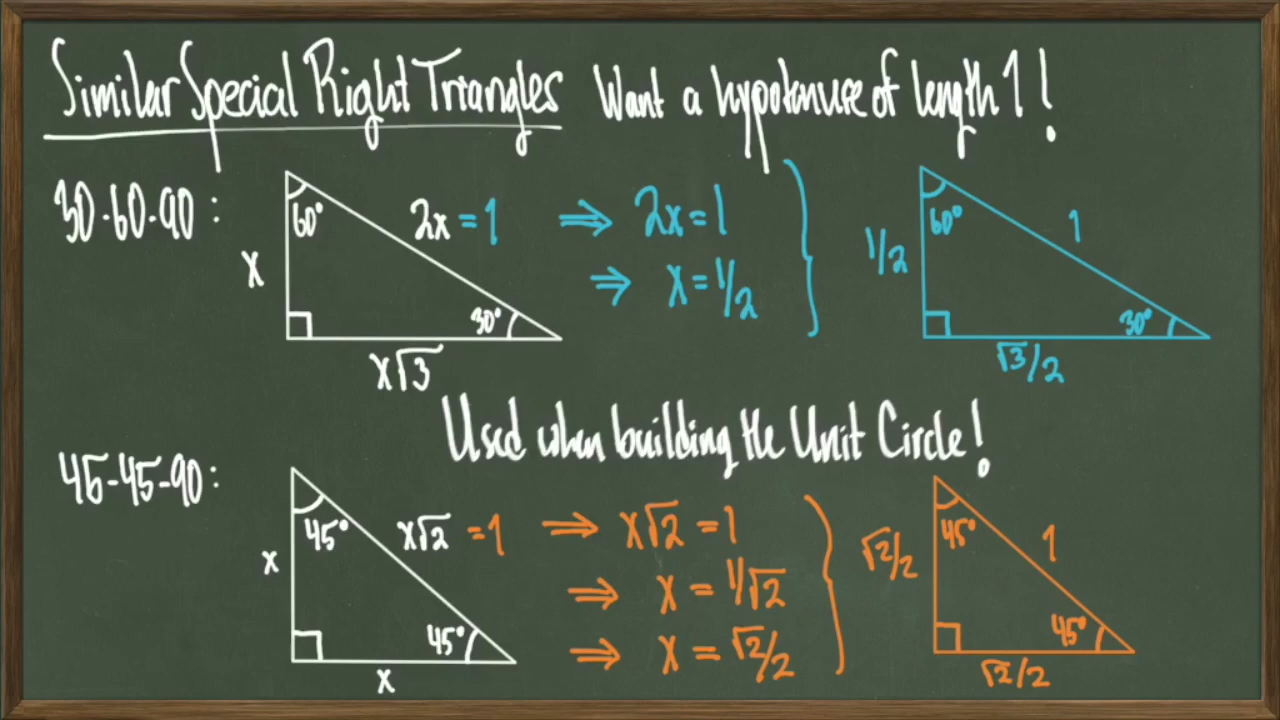 Similar Special Right Triangles Want a hypotenuse of length 1!
30-60-90:
60°
2x = 1
x
30°
x√3
⇒ 2x = 1
⇒ x = 1/2
60°
1
1/2
30°
√3/2
Used when building the Unit Circle!
45-45-90:
45°
x√2 = 1
x
45°
x
⇒ x√2 = 1
⇒ x = 1/√2
⇒ x = √2/2
45°
1
√2/2
45°
√2/2